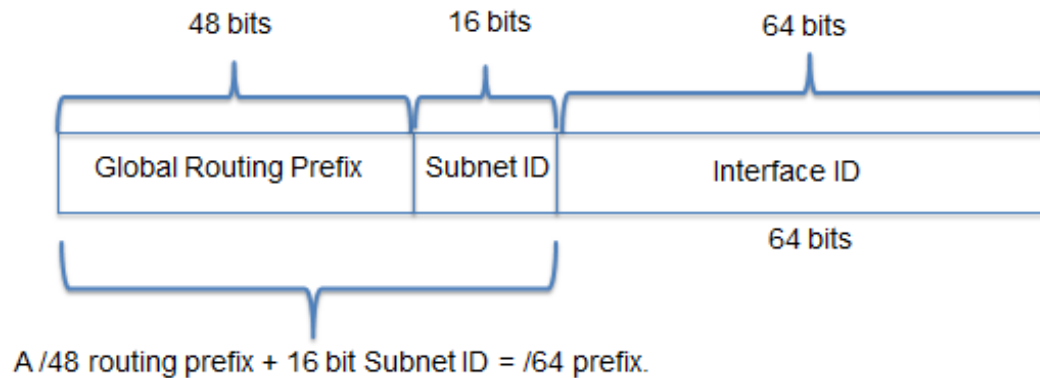 48 bits 16 bits 64 bits
Global Routing Prefix Subnet ID Interface ID
64 bits
A /48 routing prefix + 16 bit Subnet ID = /64 prefix.